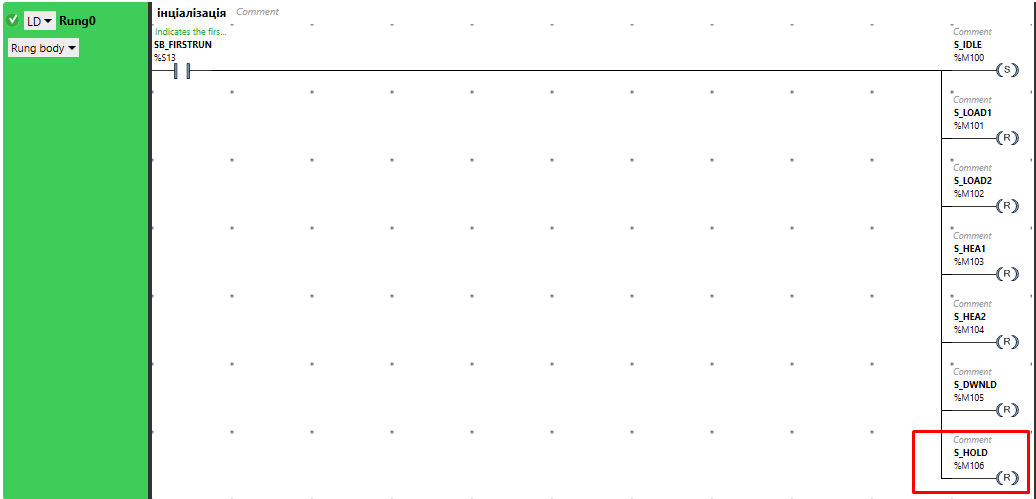 LD Rung0
Rung body
інціалізація Comment
Indicates the firs...
SB_FIRSTRUN
%S13
Comment
S_IDLE
%M100
S
Comment
S_LOAD1
%M101
R
Comment
S_LOAD2
%M102
R
Comment
S_HEA1
%M103
R
Comment
S_HEA2
%M104
R
Comment
S_DWNLD
%M105
R
Comment
S_HOLD
%M106
R